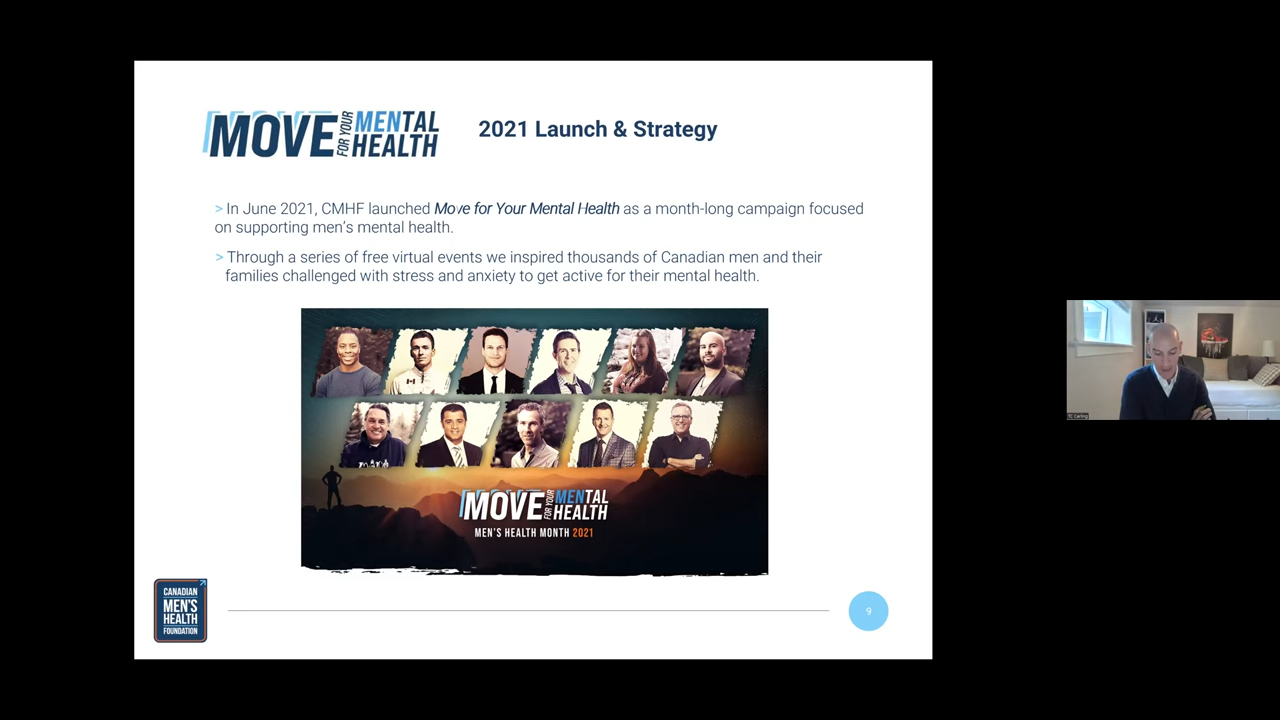 MOVE FOR YOUR MENTAL HEALTH
2021 Launch & Strategy
> In June 2021, CMHF launched Move for Your Mental Health as a month-long campaign focused
on supporting men's mental health.
> Through a series of free virtual events we inspired thousands of Canadian men and their
families challenged with stress and anxiety to get active for their mental health.
MOVE FOR YOUR MENTAL HEALTH
MEN'S HEALTH MONTH 2021
CANADIAN
MEN'S
HEALTH
FOUNDATION
9
TC Carling